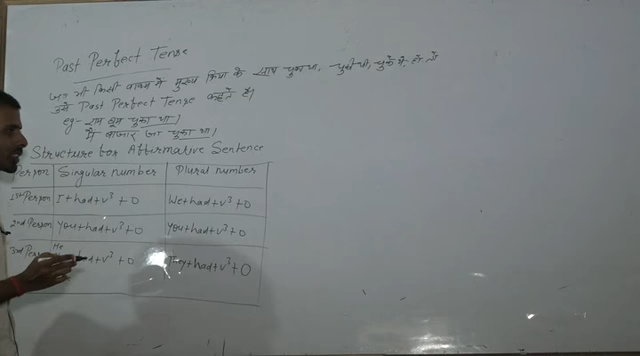 Past Perfect Tense
जब भी किसी वाक्य में मुख्य क्रिया के साथ चुका था, चुकी थी, चुके थे, हो तो
उसे Past Perfect Tense कहते है।
eg:- राम घूम चुका था।
मैं बाजार जा चुका था।
Structure for Affirmative Sentence
Person Singular number Plural number
1st Person I+had+v³+O We+had+v³+O
2nd Person You+had+v³+O You+had+v³+O
He
3rd +v³+O +had+v³+O